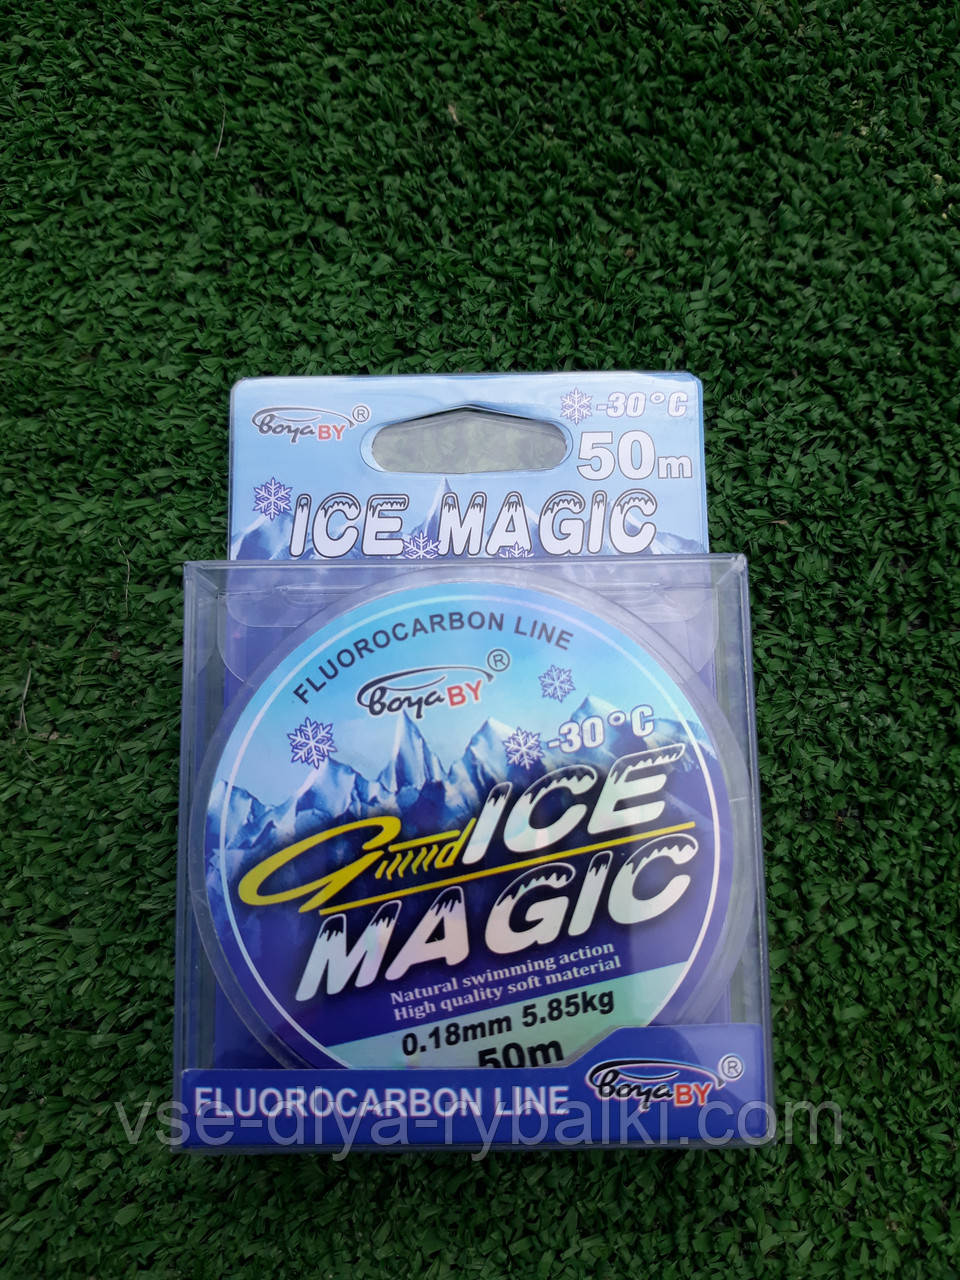 BoyaBY ®
-30°C
50m
ICE MAGIC
FLUOROCARBON LINE
BoyaBY ®
-30°C
ICE
MAGIC
Natural swimming action
High quality soft material
0.18mm 5.85kg
50m
FLUOROCARBON LINE BoyaBY ®
vse-dlya-rybalki.com